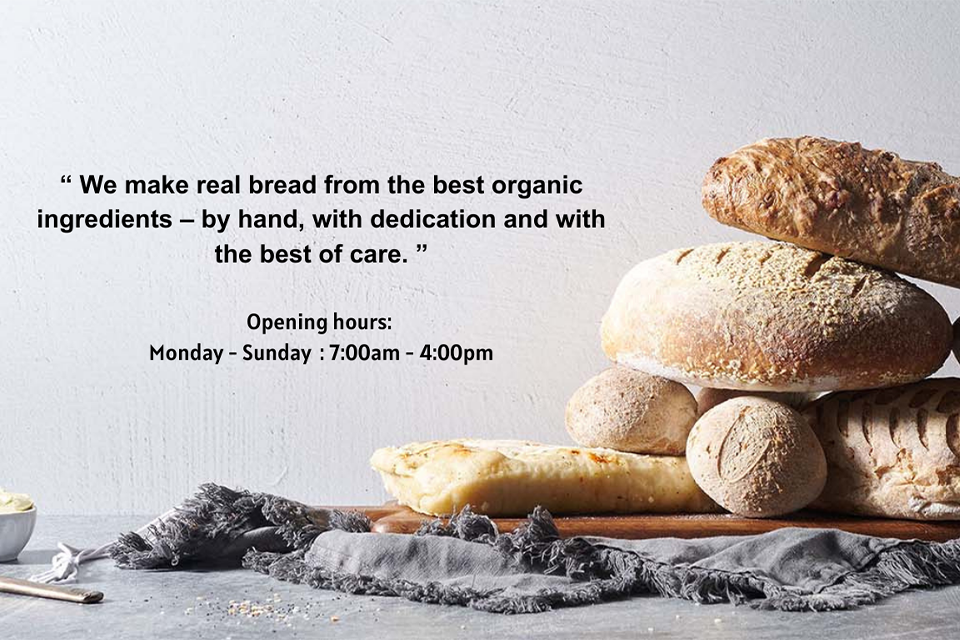 “ We make real bread from the best organic
ingredients – by hand, with dedication and with
the best of care. ”
Opening hours:
Monday - Sunday : 7:00am - 4:00pm